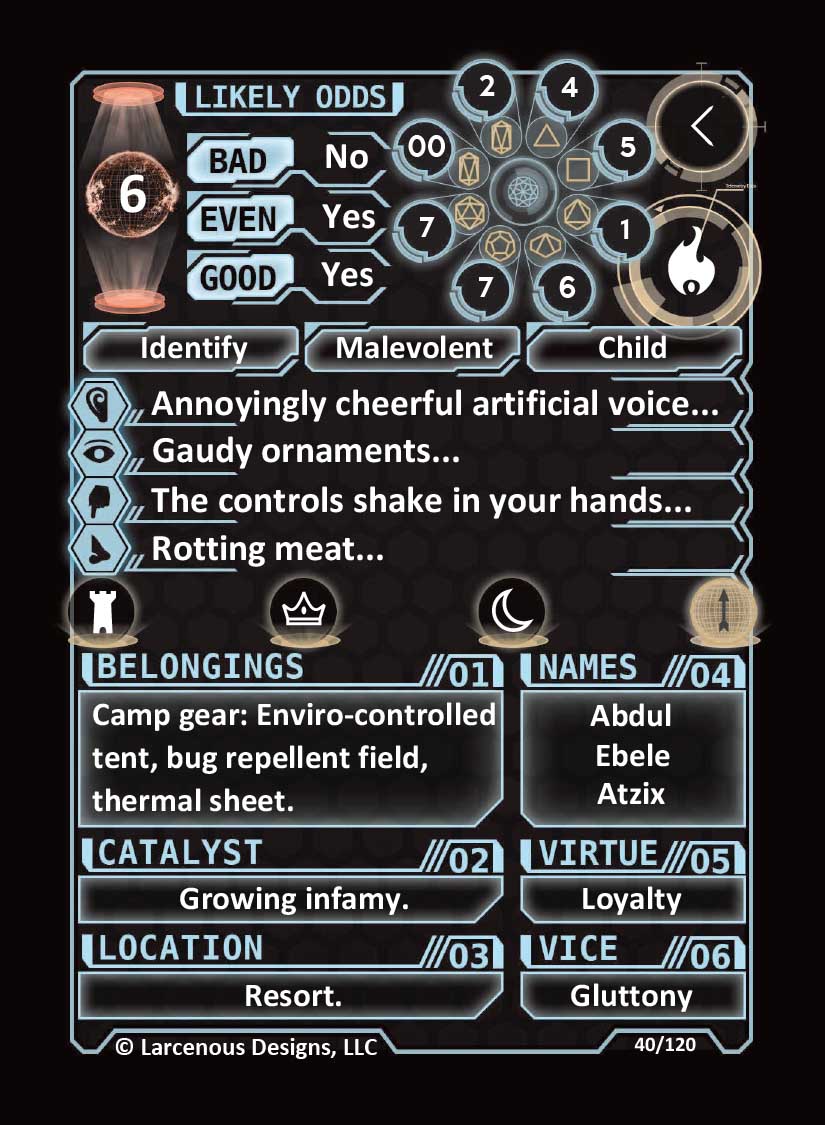 LIKELY ODDS
6
BAD No
EVEN Yes
GOOD Yes
2
4
00
5
7
1
7
6
<
Identify
Malevolent
Child
Annoyingly cheerful artificial voice...
Gaudy ornaments...
The controls shake in your hands...
Rotting meat...
BELONGINGS ///01
Camp gear: Enviro-controlled
tent, bug repellent field,
thermal sheet.
NAMES ///04
Abdul
Ebele
Atzix
CATALYST ///02
Growing infamy.
VIRTUE ///05
Loyalty
LOCATION ///03
Resort.
VICE ///06
Gluttony
© Larcenous Designs, LLC
40/120